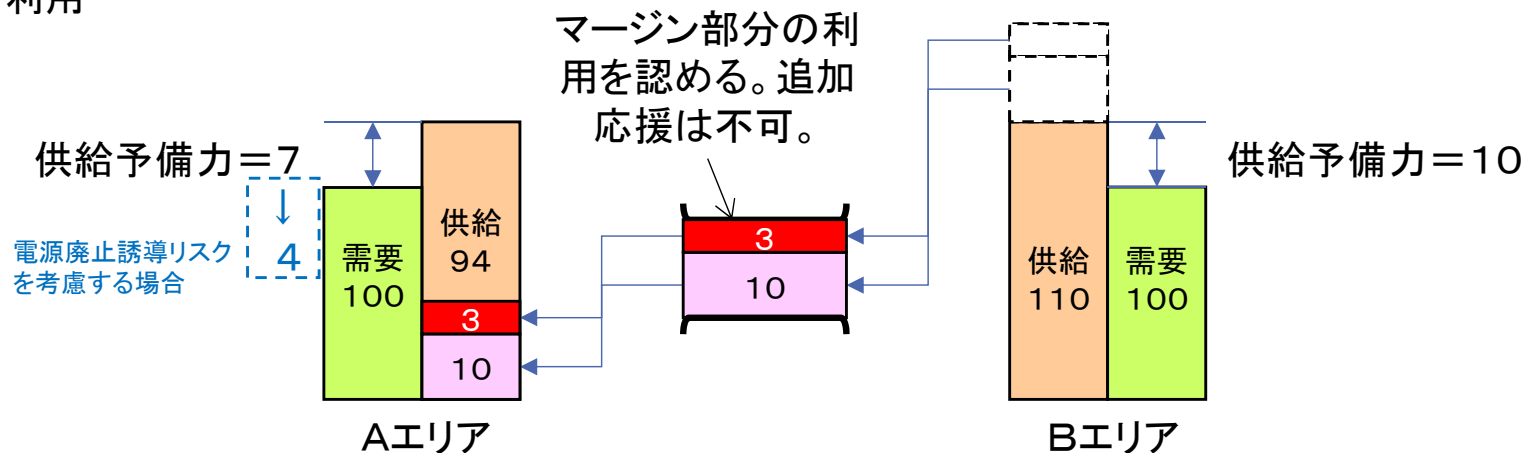 利用
マージン部分の利
用を認める。追加
応援は不可。
供給予備力＝7
↓
4
電源廃止誘導リスク
を考慮する場合
需要
100
供給
94
3
10
Aエリア
3
10
供給
110
需要
100
供給予備力＝10
Bエリア